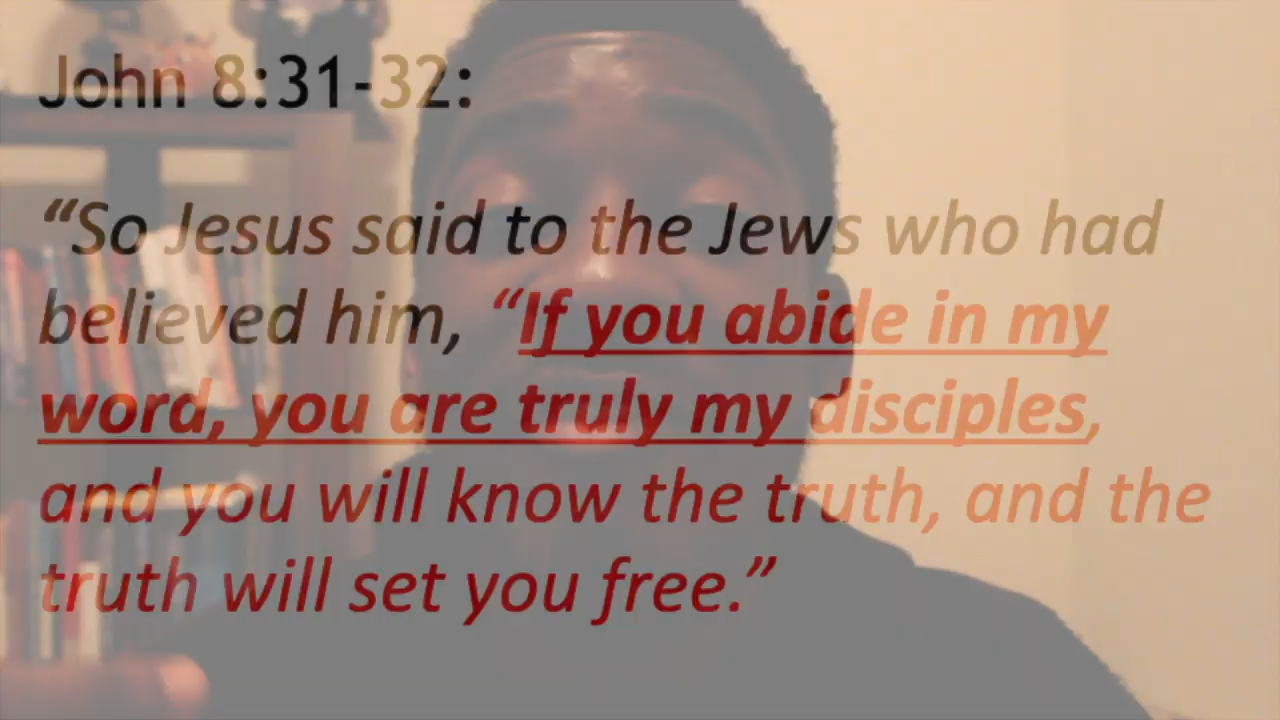 John 8:31-32:
“So Jesus said to the Jews who had
believed him, “If you abide in my
word, you are truly my disciples,
and you will know the truth, and the
truth will set you free.”